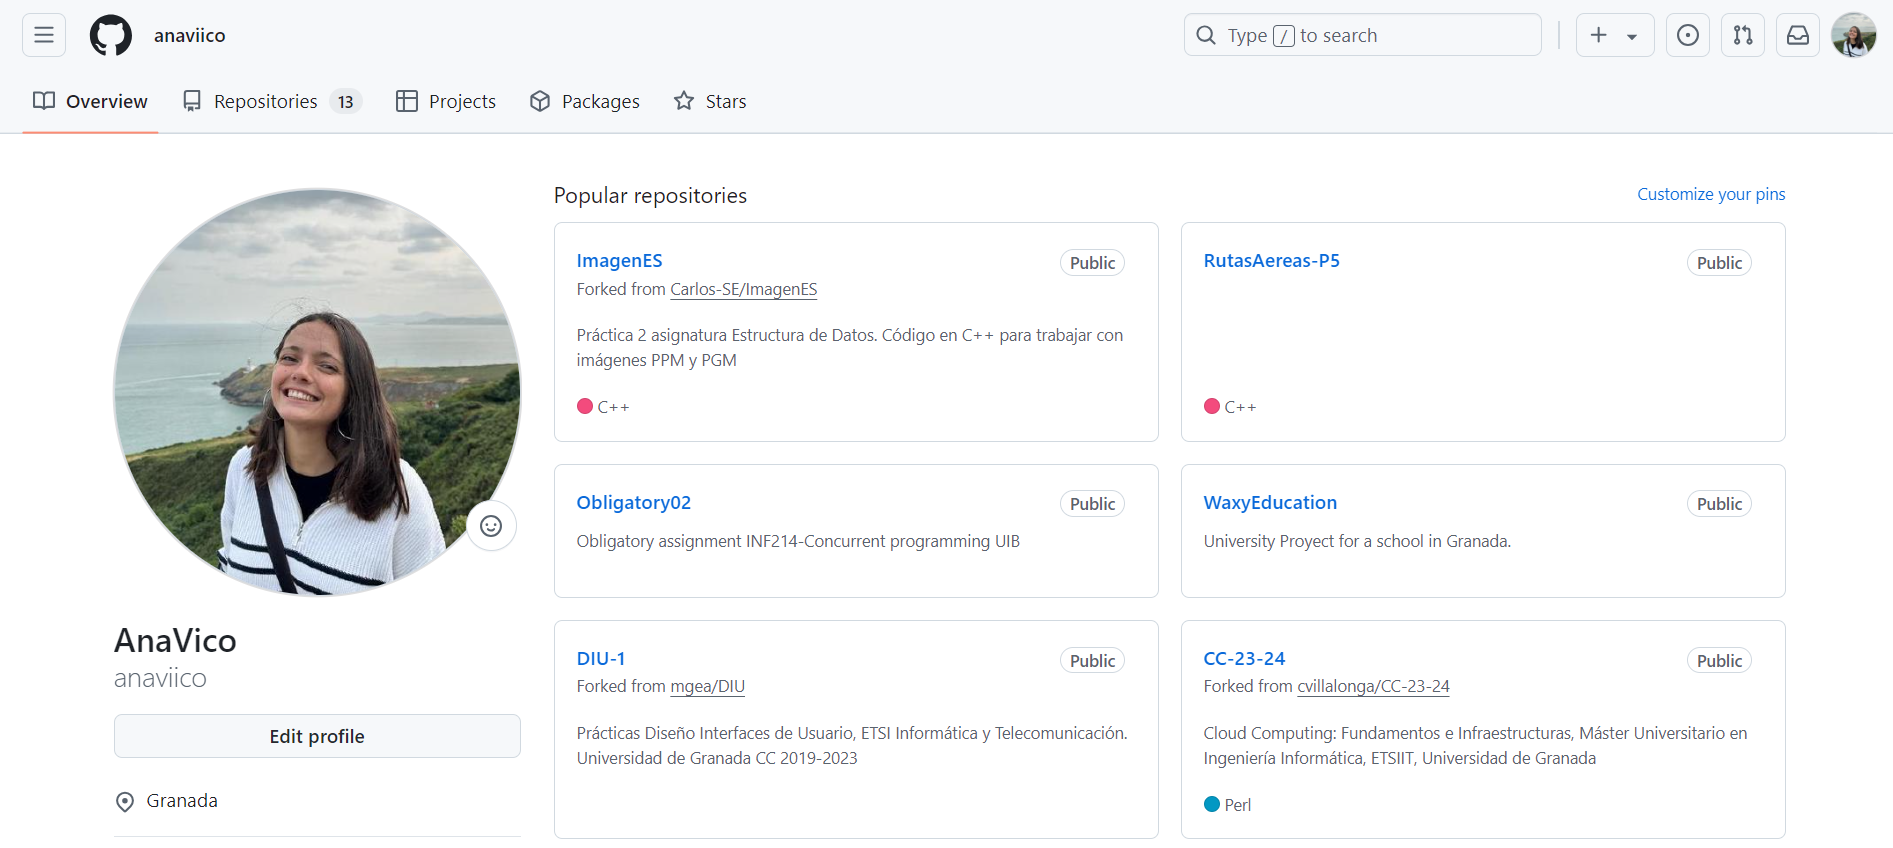 anaviico
Type / to search
Overview
Repositories 13
Projects
Packages
Stars
AnaVico
anaviico
Edit profile
Granada
Popular repositories
Customize your pins
ImagenES
Public
Forked from Carlos-SE/ImagenES
Práctica 2 asignatura Estructura de Datos. Código en C++ para trabajar con
imágenes PPM y PGM
C++
RutasAereas-P5
Public
C++
Obligatory02
Public
Obligatory assignment INF214-Concurrent programming UIB
WaxyEducation
Public
University Proyect for a school in Granada.
DIU-1
Public
Forked from mgea/DIU
Prácticas Diseño Interfaces de Usuario, ETSI Informática y Telecomunicación.
Universidad de Granada CC 2019-2023
CC-23-24
Public
Forked from cvillalonga/CC-23-24
Cloud Computing: Fundamentos e Infraestructuras, Máster Universitario en
Ingeniería Informática, ETSIIT, Universidad de Granada
Perl